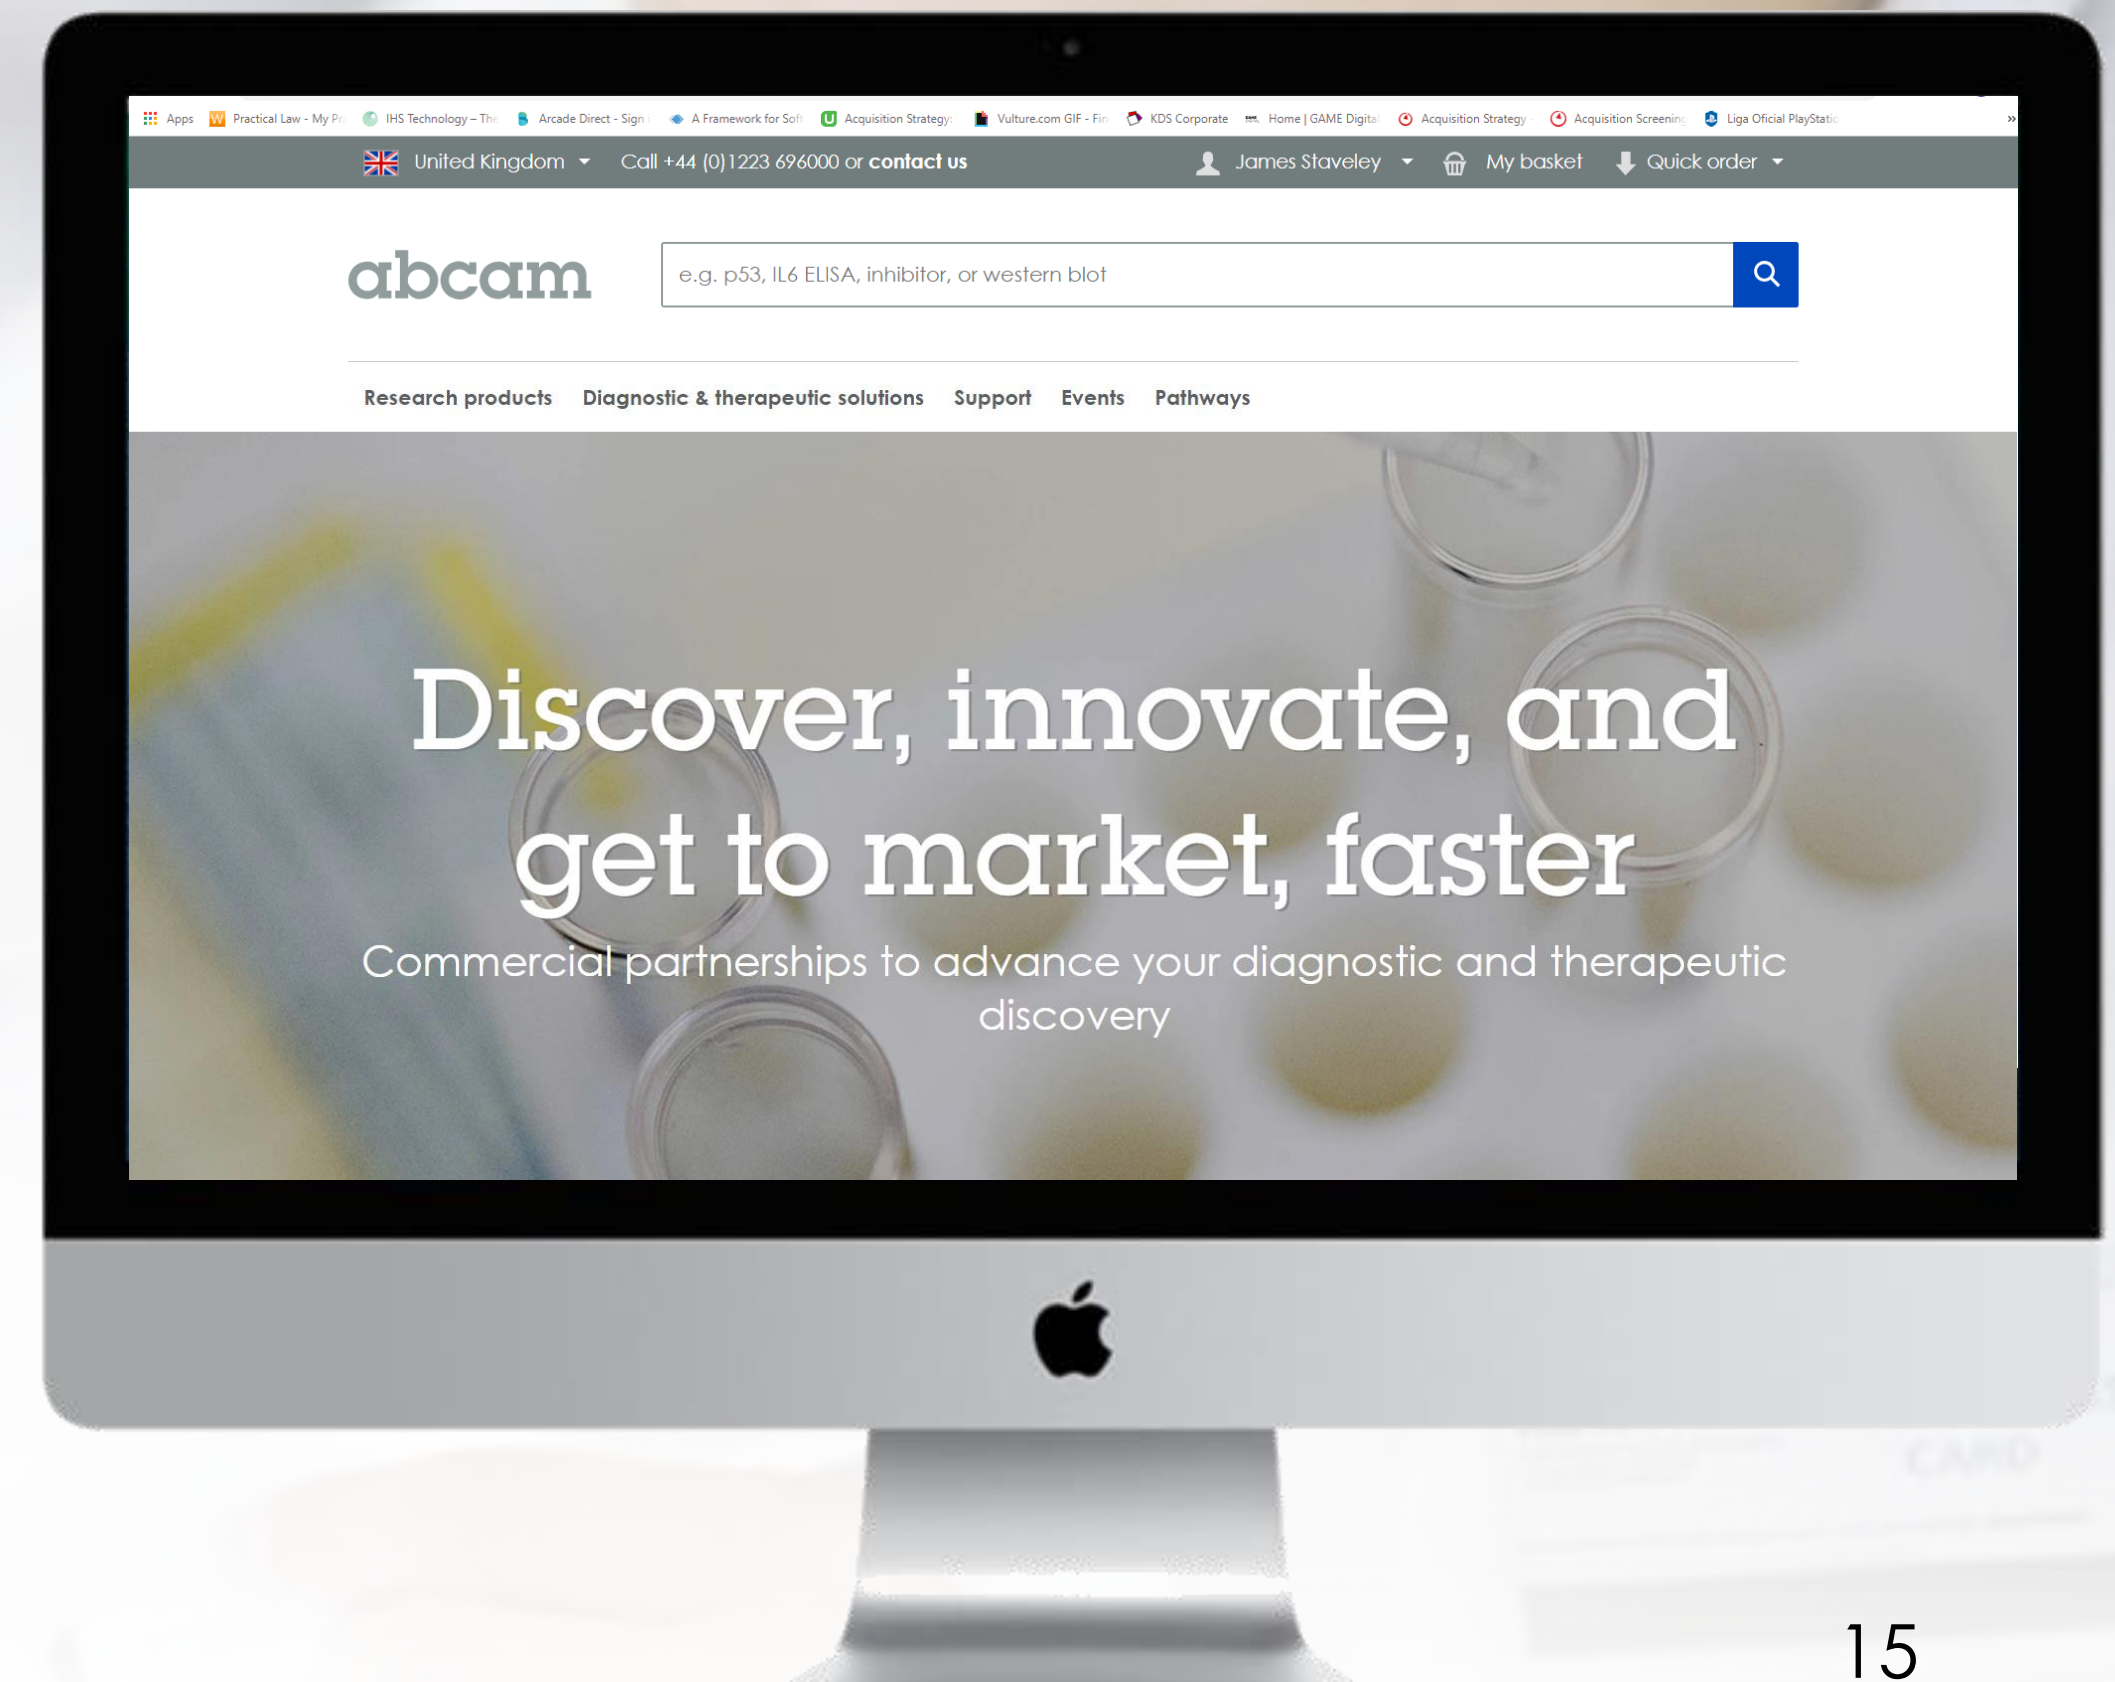 Apps Practical Law - My Pr IHS Technology – The Arcade Direct - Sign i A Framework for Soft Acquisition Strategy: Vulture.com GIF - Fin KDS Corporate Home | GAME Digital Acquisition Strategy - Acquisition Screening Liga Oficial PlayStatio »
United Kingdom Call +44 (0)1223 696000 or contact us James Staveley My basket Quick order
abcam e.g. p53, IL6 ELISA, inhibitor, or western blot
Research products Diagnostic & therapeutic solutions Support Events Pathways
Discover, innovate, and
get to market, faster
Commercial partnerships to advance your diagnostic and therapeutic
discovery
CARD
15